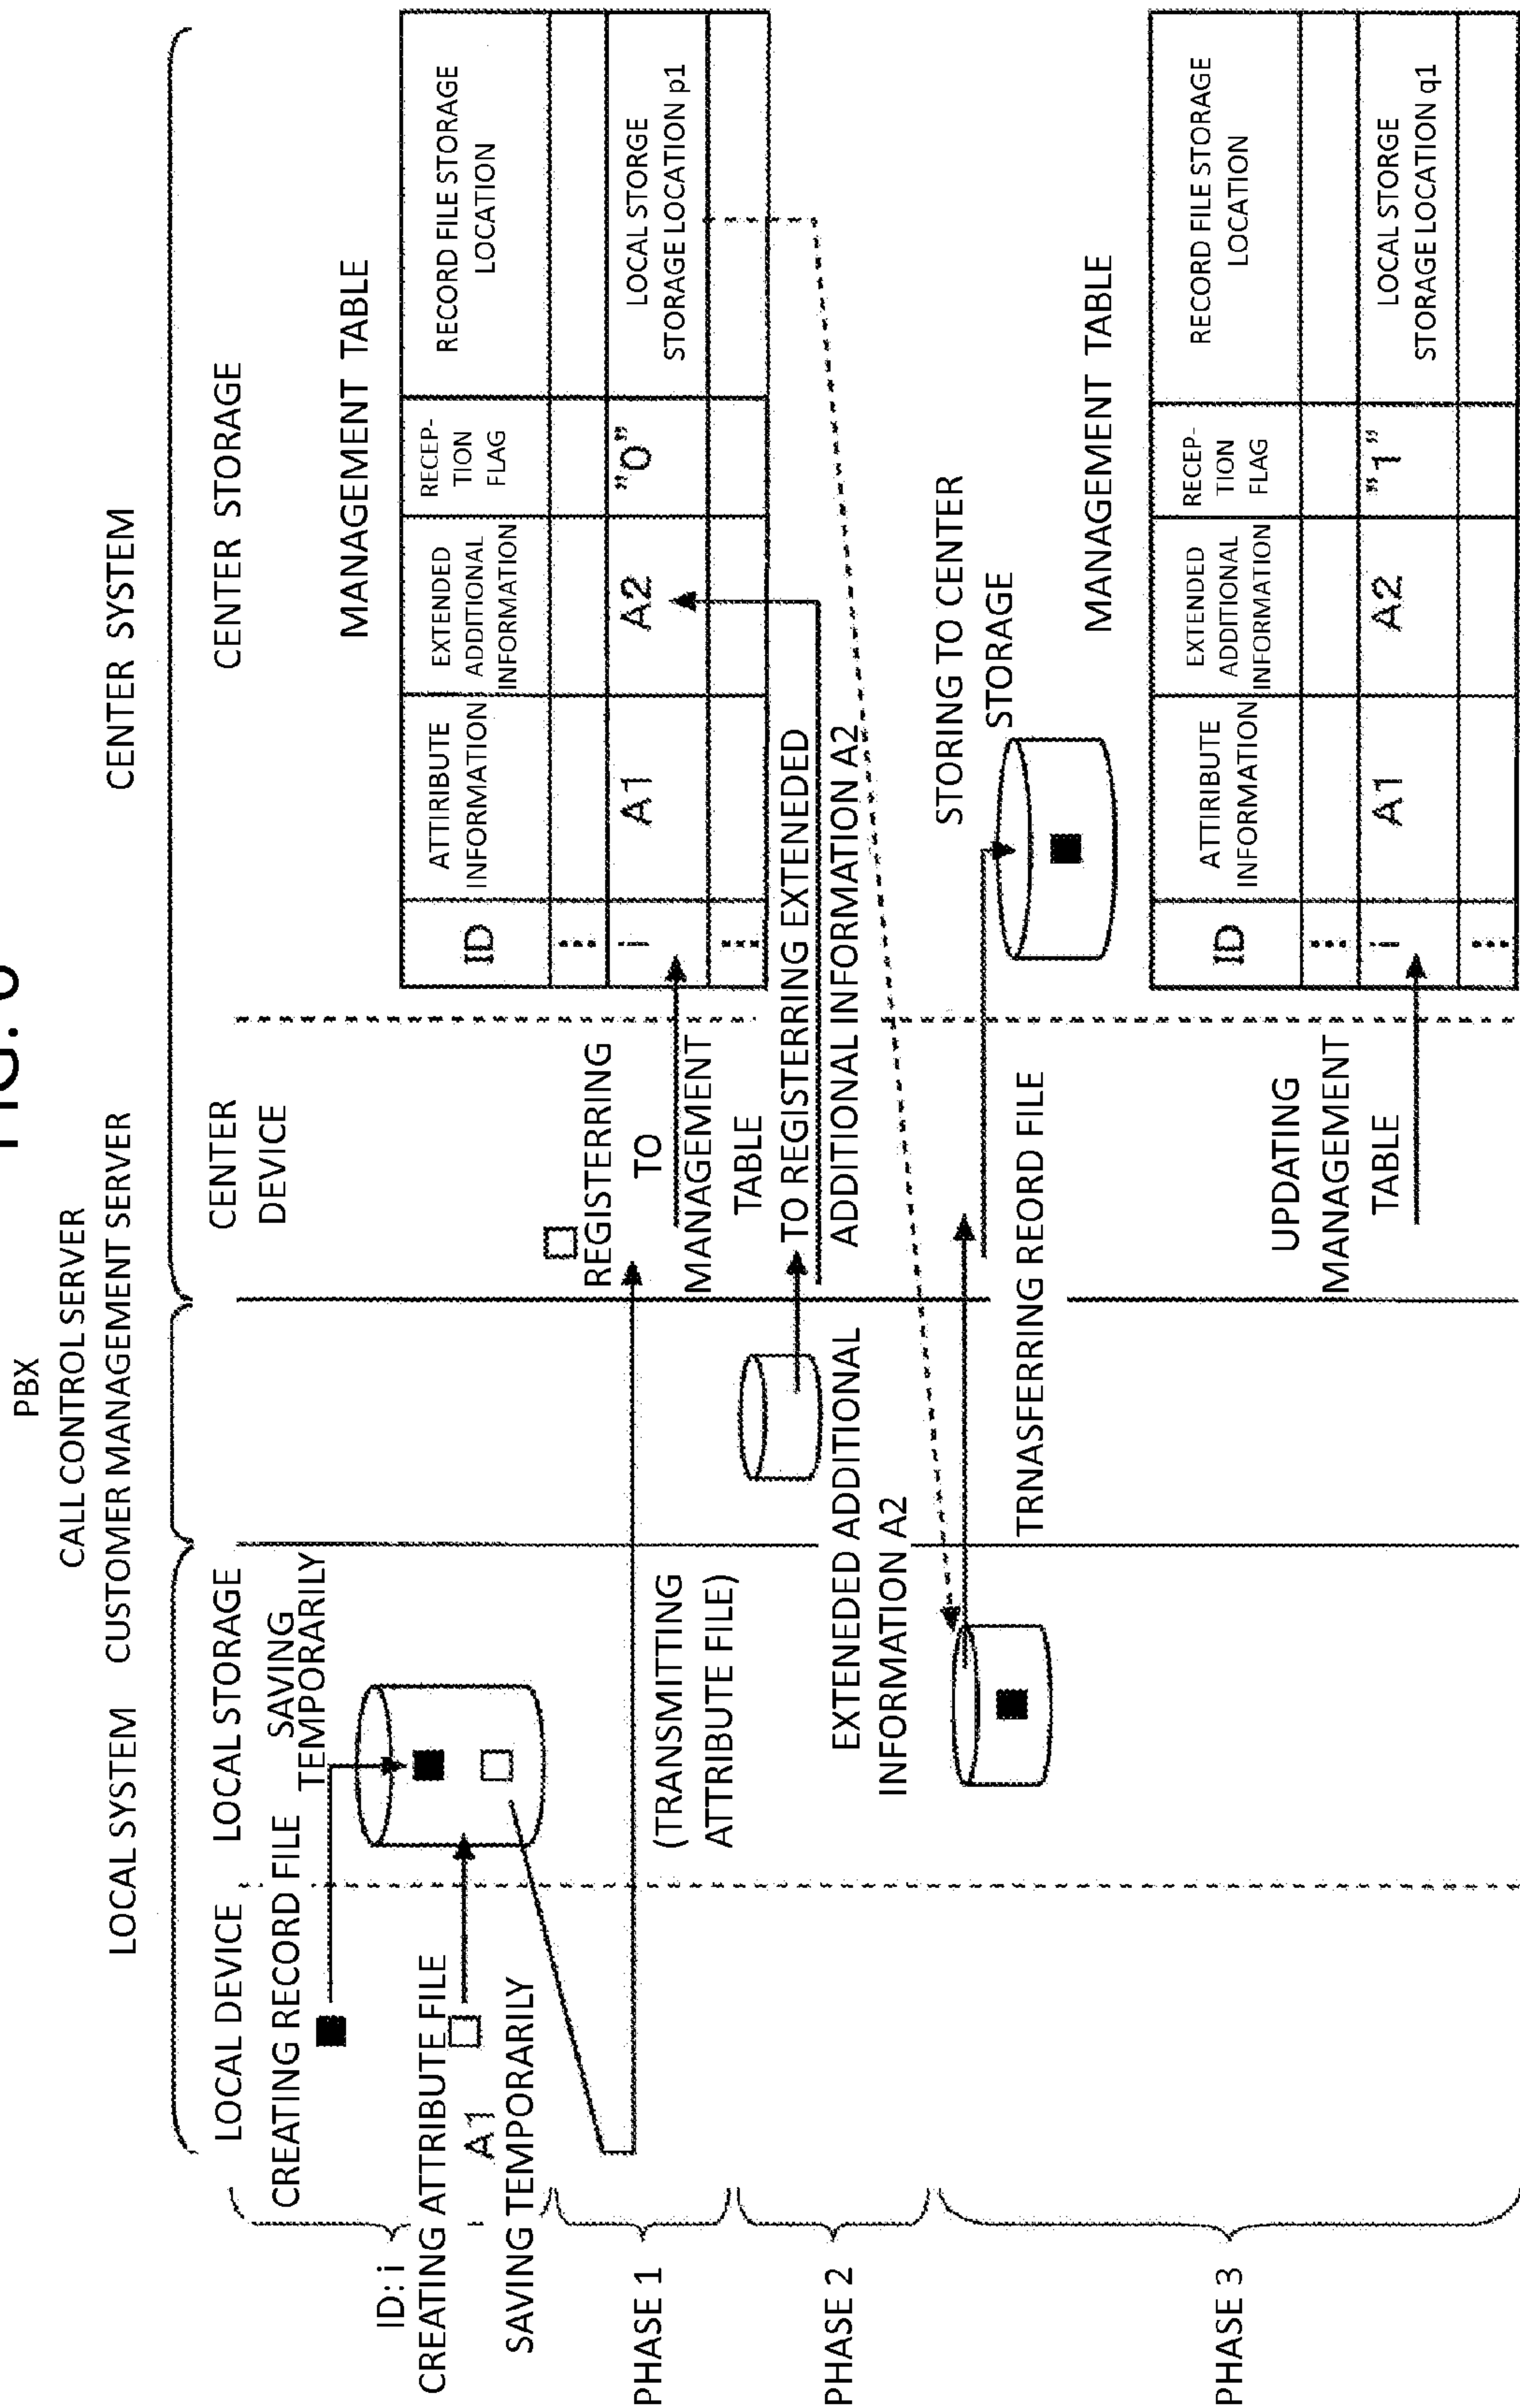 FIG. 6
PBX
CALL CONTROL SERVER
LOCAL SYSTEM
CUSTOMER MANAGEMENT SERVER
CENTER SYSTEM
LOCAL DEVICE
LOCAL STORAGE
CENTER
DEVICE
CENTER STORAGE
CREATING RECORD FILE
SAVING
TEMPORARILY
ID: i
CREATING ATTRIBUTE FILE
A1
SAVING TEMPORARILY
MANAGEMENT TABLE
ID
ATTIRIBUTE
INFORMATION
EXTENDED
ADDITIONAL
INFORMATION
RECEP-
TION
FLAG
RECORD FILE STORAGE
LOCATION
i
A1
A2
"0"
LOCAL STORGE
STORAGE LOCATION p1
PHASE 1
(TRANSMITTING
ATTRIBUTE FILE)
REGISTERRING
TO
MANAGEMENT
TABLE
PHASE 2
EXTENEDED ADDITIONAL
INFORMATION A2
TO REGISTERRING EXTENEDED
ADDITIONAL INFORMATION A2
PHASE 3
TRNASFERRING REORD FILE
STORING TO CENTER
STORAGE
UPDATING
MANAGEMENT
TABLE
MANAGEMENT TABLE
ID
ATTIRIBUTE
INFORMATION
EXTENDED
ADDITIONAL
INFORMATION
RECEP-
TION
FLAG
RECORD FILE STORAGE
LOCATION
i
A1
A2
"1"
LOCAL STORGE
STORAGE LOCATION q1